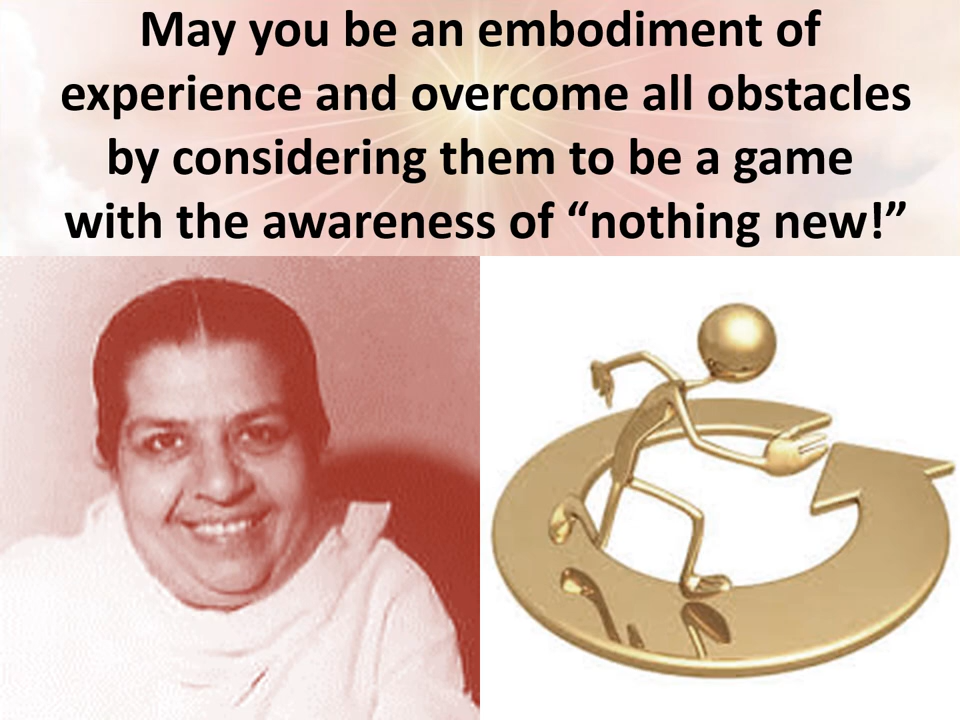 May you be an embodiment of
experience and overcome all obstacles
by considering them to be a game
with the awareness of “nothing new!”